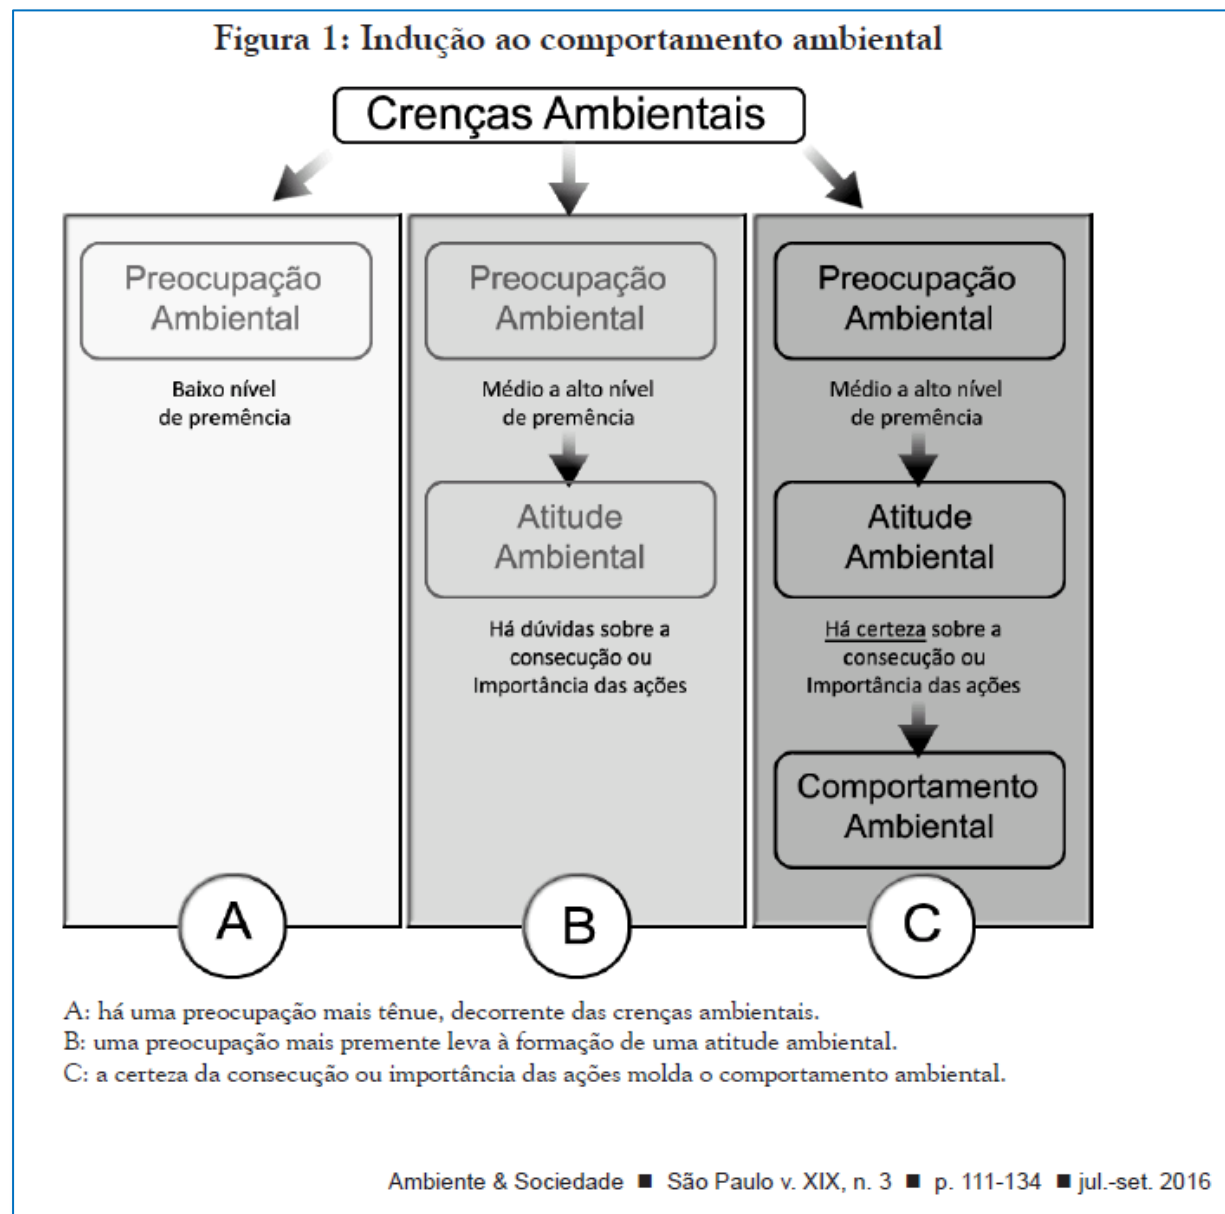 Figura 1: Indução ao comportamento ambiental
Crenças Ambientais
Preocupação
Ambiental
Baixo nível
de premência
A
Preocupação
Ambiental
Médio a alto nível
de premência
Atitude
Ambiental
Há dúvidas sobre a
consecução ou
Importância das ações
B
Preocupação
Ambiental
Médio a alto nível
de premência
Atitude
Ambiental
Há certeza sobre a
consecução ou
Importância das ações
Comportamento
Ambiental
C
A: há uma preocupação mais tênue, decorrente das crenças ambientais.
B: uma preocupação mais premente leva à formação de uma atitude ambiental.
C: a certeza da consecução ou importância das ações molda o comportamento ambiental.
Ambiente & Sociedade ■ São Paulo v. XIX, n. 3 ■ p. 111-134 ■ jul.-set. 2016